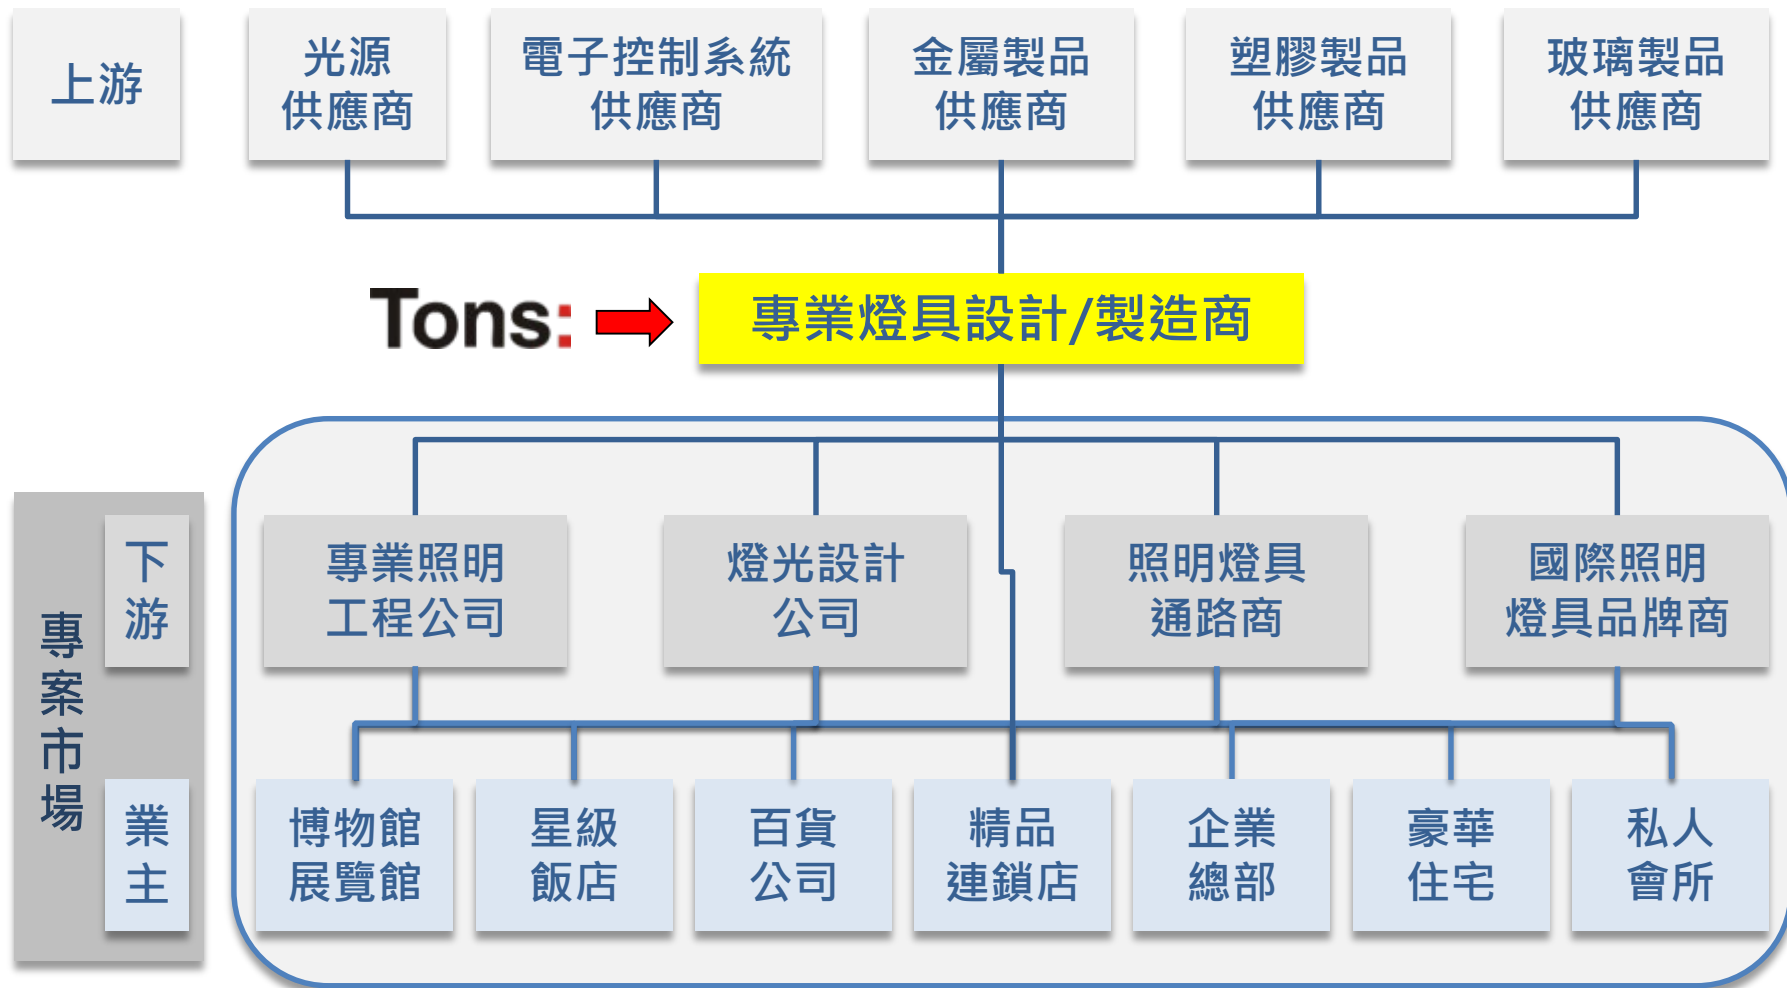 上游
光源
供應商
電子控制系統
供應商
金屬製品
供應商
塑膠製品
供應商
玻璃製品
供應商
Tons:
專業燈具設計/製造商
專案市場
下游
專業照明
工程公司
燈光設計
公司
照明燈具
通路商
國際照明
燈具品牌商
業主
博物館
展覽館
星級
飯店
百貨
公司
精品
連鎖店
企業
總部
豪華
住宅
私人
會所